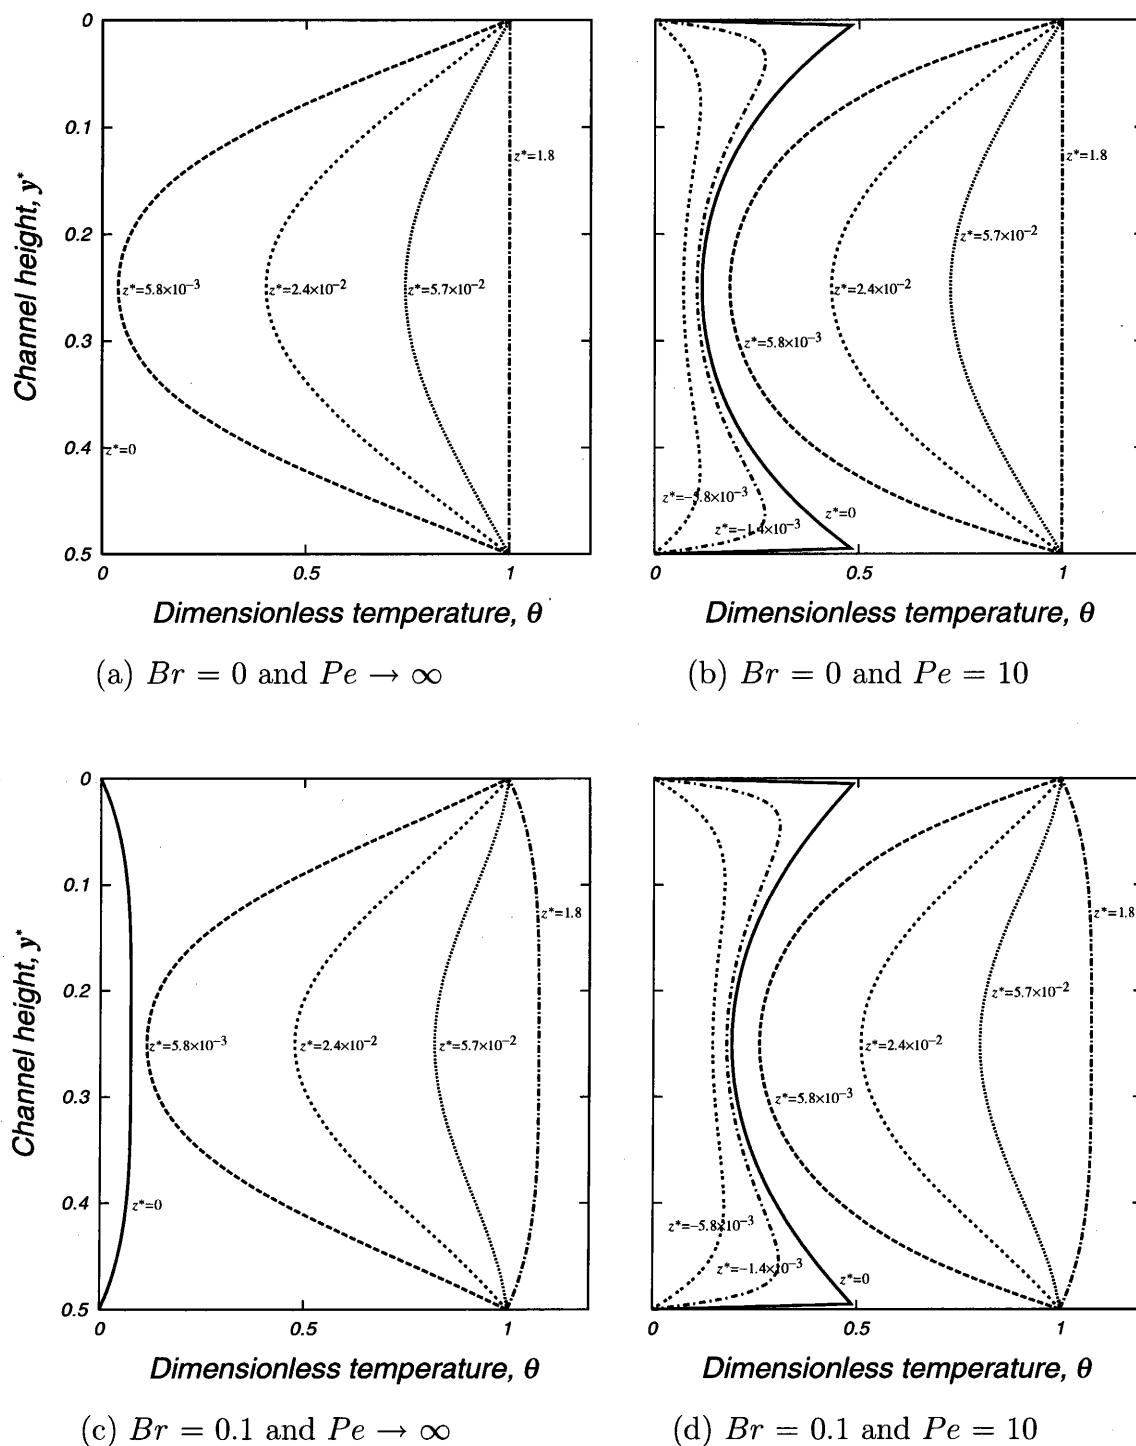 0
0.1
0.2
0.3
0.4
0.5
Channel height, y*
z*=1.8
z*=5.8×10−3
z*=2.4×10−2
z*=5.7×10−2
z*=0
0
0.5
1
Dimensionless temperature, θ
(a) Br = 0 and Pe → ∞
0
z*=1.8
z*=5.7×10−2
z*=2.4×10−2
z*=5.8×10−3
z*=−5.8×10−3
z*=−1.4×10−3
z*=0
0
0.5
1
Dimensionless temperature, θ
(b) Br = 0 and Pe = 10
0
0.1
0.2
0.3
0.4
0.5
Channel height, y*
z*=1.8
z*=5.8×10−3
z*=2.4×10−2
z*=5.7×10−2
z*=0
0
0.5
1
Dimensionless temperature, θ
(c) Br = 0.1 and Pe → ∞
0
z*=1.8
z*=5.7×10−2
z*=2.4×10−2
z*=5.8×10−3
z*=−5.8×10−3
z*=−1.4×10−3
z*=0
0
0.5
1
Dimensionless temperature, θ
(d) Br = 0.1 and Pe = 10